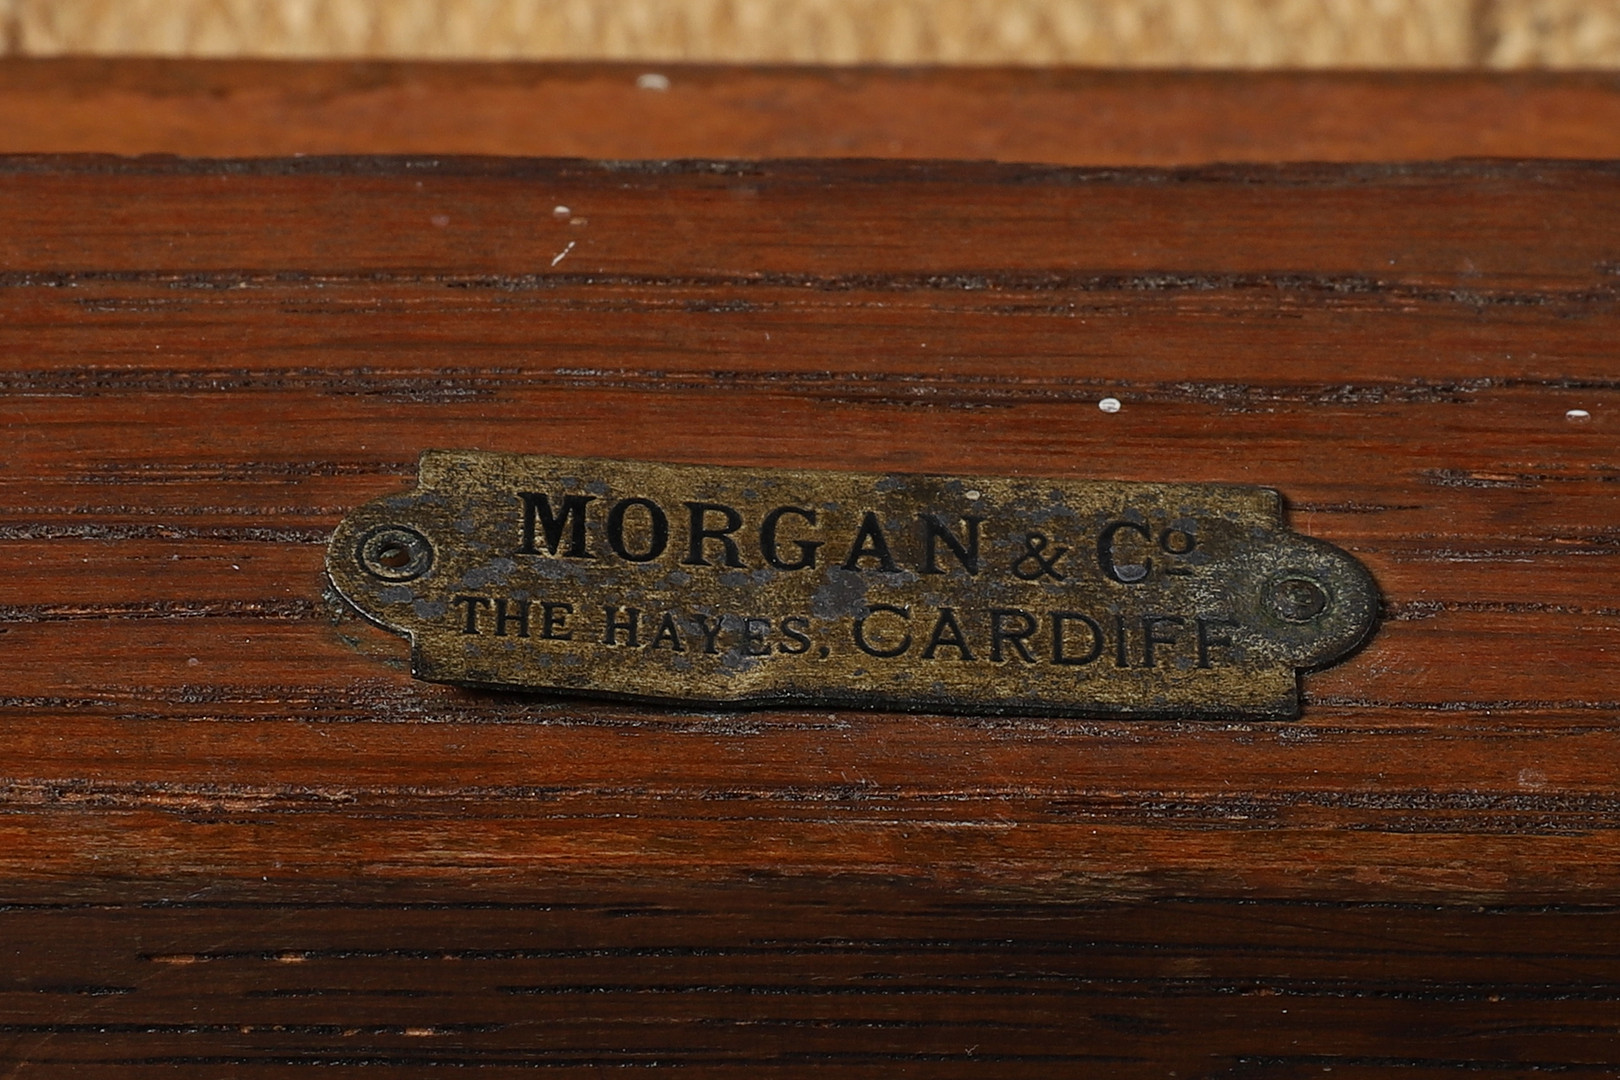 MORGAN & Cº
THE HAYES, CARDIFF